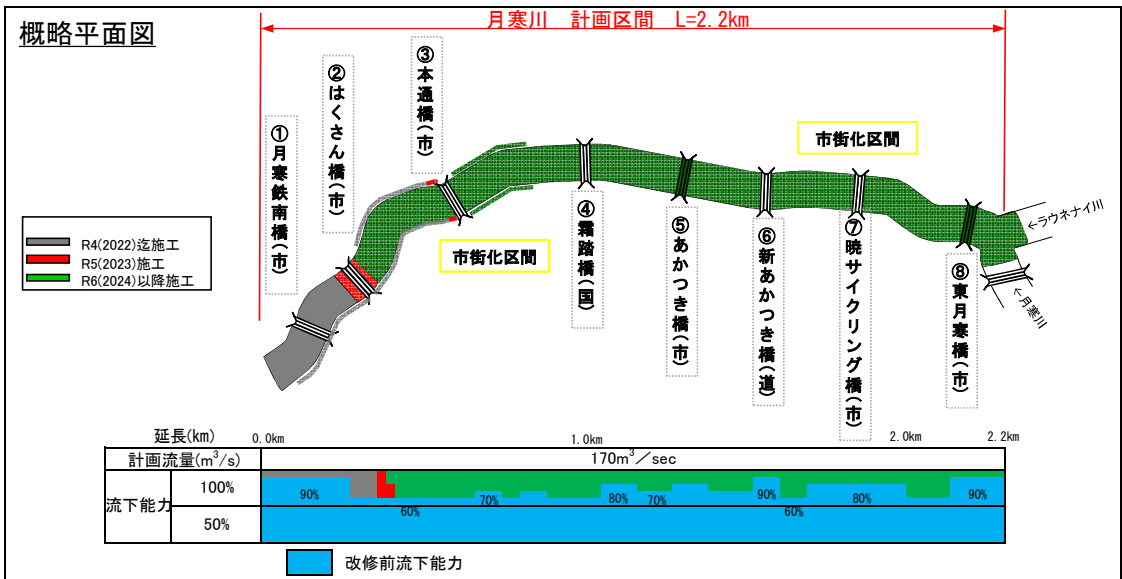 概略平面図
月寒川 計画区間 L=2.2km
①月寒鉄南橋(市)
②はくさん橋(市)
③本通橋(市)
市街化区間
市街化区間
④霜踏橋(国)
⑤あかつき橋(市)
⑥新あかつき橋(道)
⑦暁サイクリング橋(市)
⑧東月寒橋(市)
←ラウネナイ川
←月寒川
R4(2022)迄施工
R5(2023)施工
R6(2024)以降施工
延長(km) 0.0km 1.0km 2.0km 2.2km
計画流量(m³/s) 170m³/sec
流下能力
100%
90% 60% 70% 80% 70% 90% 60% 80% 90%
50%
改修前流下能力